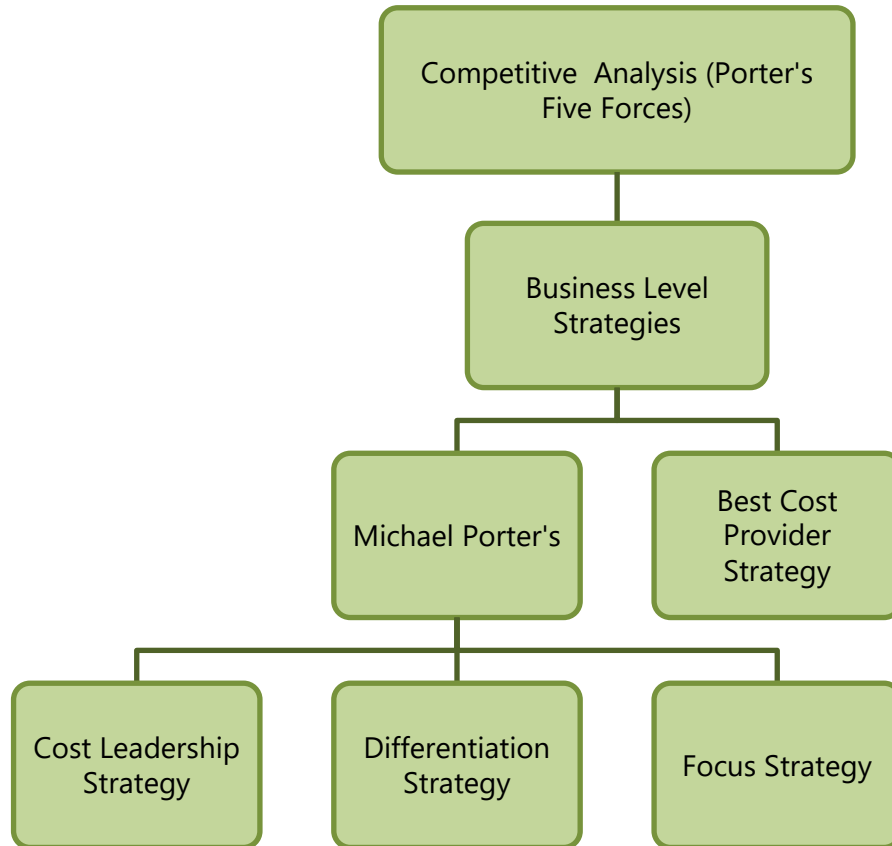 Competitive  Analysis (Porter's
Five Forces)
Business Level
Strategies
Michael Porter's
Best Cost
Provider
Strategy
Cost Leadership
Strategy
Differentiation
Strategy
Focus Strategy